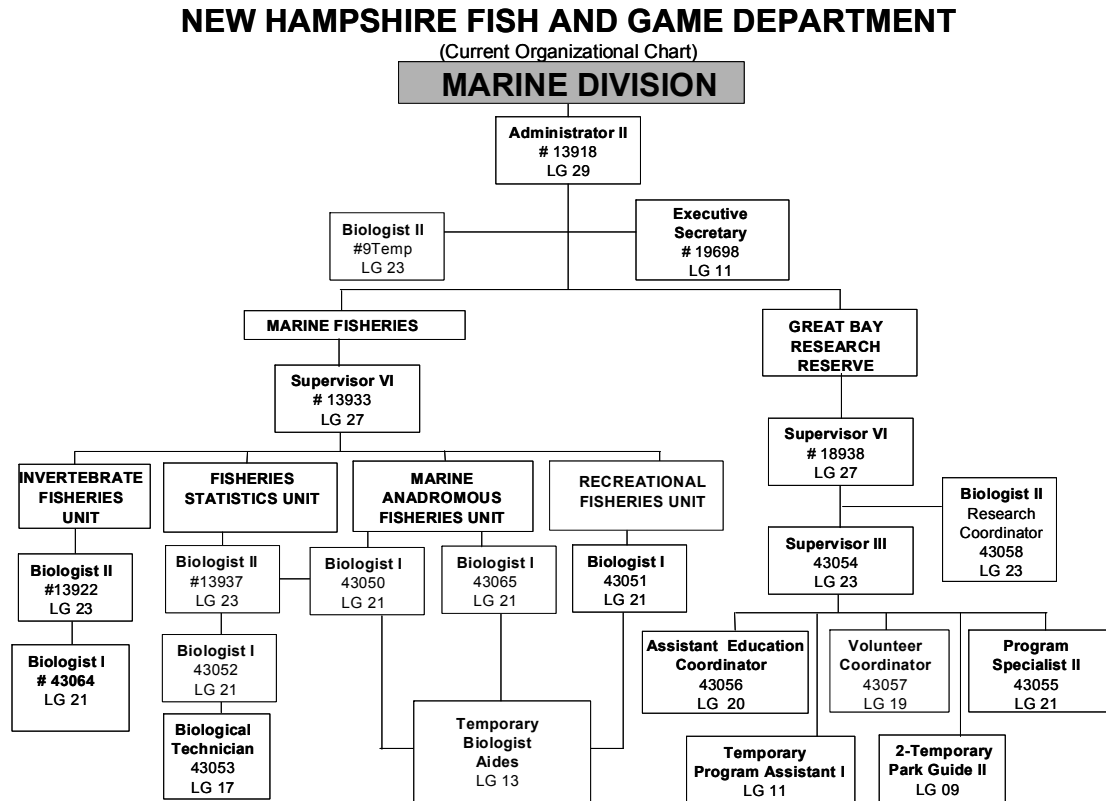 NEW HAMPSHIRE FISH AND GAME DEPARTMENT
(Current Organizational Chart)
MARINE DIVISION
Administrator II
# 13918
LG 29
Biologist II
#9Temp
LG 23
Executive
Secretary
# 19698
LG 11
MARINE FISHERIES
GREAT BAY
RESEARCH
RESERVE
Supervisor VI
# 13933
LG 27
Supervisor VI
# 18938
LG 27
INVERTEBRATE
FISHERIES
UNIT
FISHERIES
STATISTICS UNIT
MARINE
ANADROMOUS
FISHERIES UNIT
RECREATIONAL
FISHERIES UNIT
Biologist II
Research
Coordinator
43058
LG 23
Biologist II
#13922
LG 23
Biologist II
#13937
LG 23
Biologist I
43050
LG 21
Biologist I
43065
LG 21
Biologist I
43051
LG 21
Supervisor III
43054
LG 23
Biologist I
# 43064
LG 21
Biologist I
43052
LG 21
Biological
Technician
43053
LG 17
Temporary
Biologist
Aides
LG 13
Assistant Education
Coordinator
43056
LG 20
Volunteer
Coordinator
43057
LG 19
Program
Specialist II
43055
LG 21
Temporary
Program Assistant I
LG 11
2-Temporary
Park Guide II
LG 09